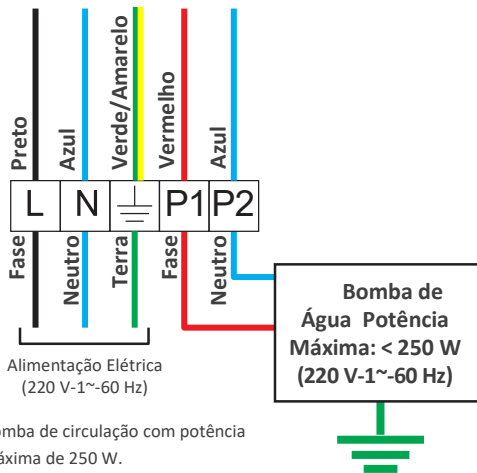 Preto
Azul
Verde/Amarelo
Vermelho
Azul
L N P1 P2
Fase
Neutro
Terra
Fase
Neutro
Bomba de
Água Potência
Máxima: < 250 W
(220 V-1~-60 Hz)
Alimentação Elétrica
(220 V-1~-60 Hz)
omba de circulação com potência
áxima de 250 W.